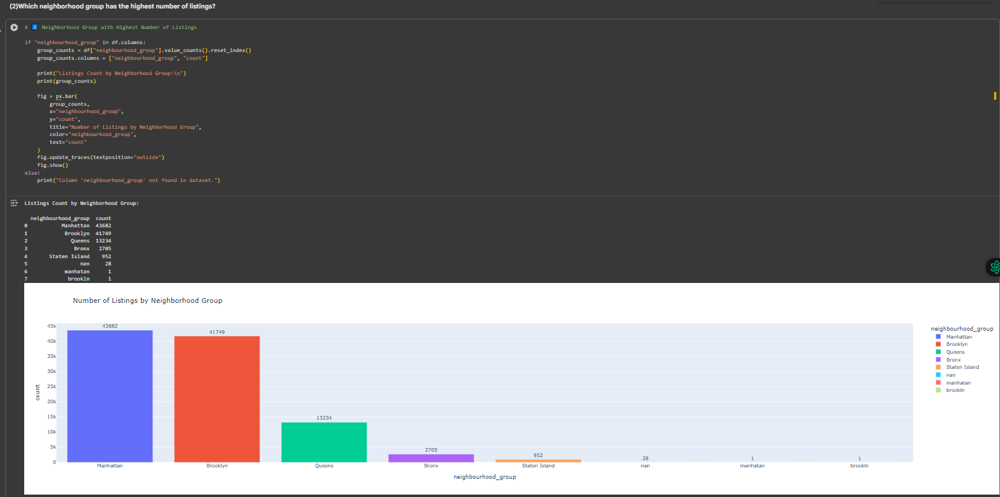 (2)Which neighborhood group has the highest number of listings?
# 2 Neighborhood Group with Highest Number of Listings
if "neighbourhood_group" in df.columns:
group_counts = df["neighbourhood_group"].value_counts().reset_index()
group_counts.columns = ["neighbourhood_group", "count"]
print("Listings Count by Neighborhood Group:\n")
print(group_counts)
fig = px.bar(
group_counts,
x="neighbourhood_group",
y="count",
title="Number of Listings by Neighborhood Group",
color="neighbourhood_group",
text="count"
)
fig.update_traces(textposition="outside")
fig.show()
else:
print("Column 'neighbourhood_group' not found in dataset.")
Listings Count by Neighborhood Group:
neighbourhood_group count
0 Manhattan 43682
1 Brooklyn 41749
2 Queens 13234
3 Bronx 2705
4 Staten Island 952
5 nan 28
6 manhatan 1
7 brookln 1
Number of Listings by Neighborhood Group
45k
40k
35k
30k
25k
20k
15k
10k
5k
0
count
43682
41749
13234
2705
952
28
1
1
Manhattan
Brooklyn
Queens
Bronx
Staten Island
nan
manhatan
brookln
neighbourhood_group
neighbourhood_group
Manhattan
Brooklyn
Queens
Bronx
Staten Island
nan
manhatan
brookln